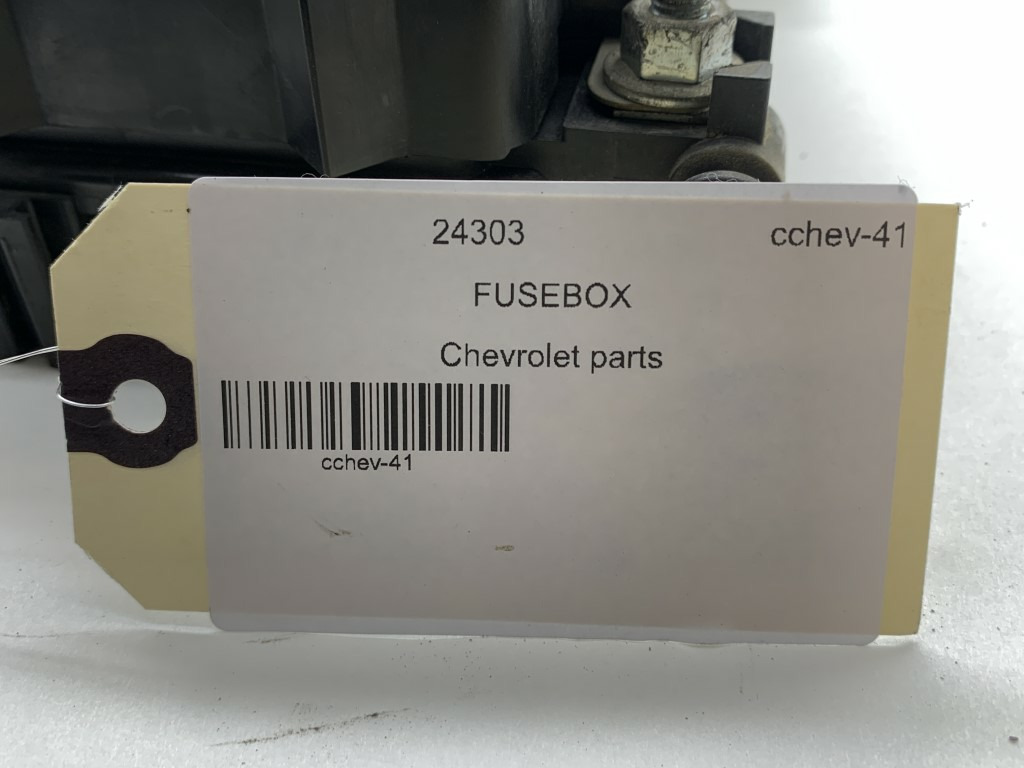 24303 cchev-41
FUSEBOX
Chevrolet parts
cchev-41